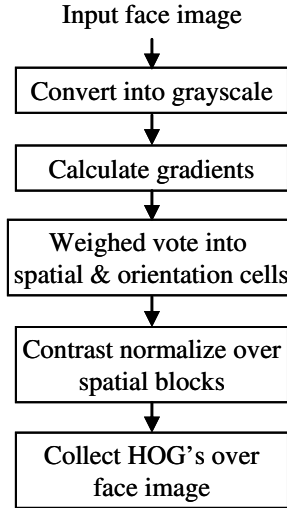 Input face image
Convert into grayscale
Calculate gradients
Weighed vote into
spatial & orientation cells
Contrast normalize over
spatial blocks
Collect HOG's over
face image